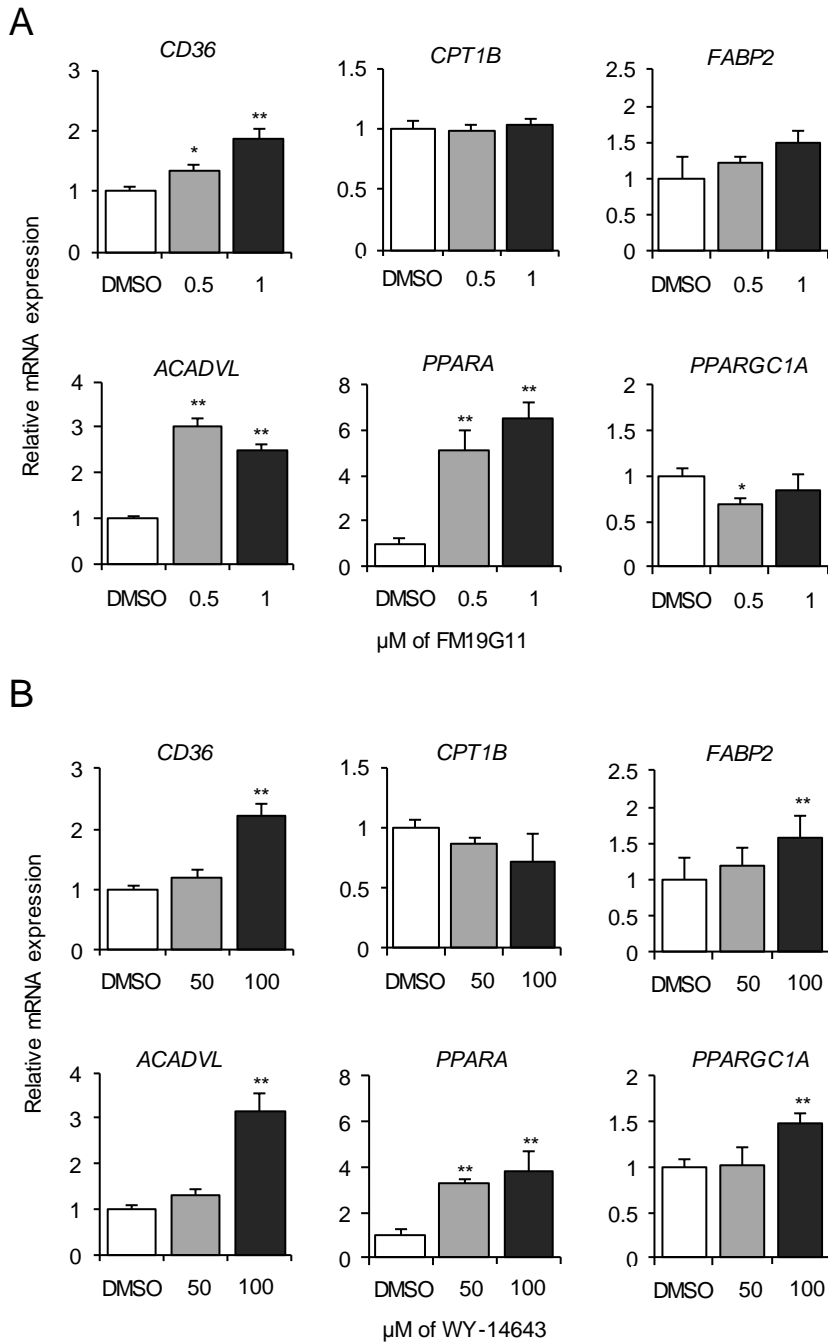 A
Relative mRNA expression
CD36
3
2
1
0
*
**
DMSO 0.5 1
CPT1B
1.5
1
0.5
0
DMSO 0.5 1
FABP2
2.5
2
1.5
1
0.5
0
DMSO 0.5 1
ACADVL
4
3
2
1
0
**
**
DMSO 0.5 1
PPARA
8
6
4
2
0
**
**
DMSO 0.5 1
PPARGC1A
2
1.5
1
0.5
0
*
DMSO 0.5 1
µM of FM19G11
B
Relative mRNA expression
CD36
3
2
1
0
**
DMSO 50 100
CPT1B
1.5
1
0.5
0
DMSO 50 100
FABP2
2.5
2
1.5
1
0.5
0
**
DMSO 50 100
ACADVL
4
3
2
1
0
**
DMSO 50 100
PPARA
8
6
4
2
0
**
**
DMSO 50 100
PPARGC1A
2
1.5
1
0.5
0
**
DMSO 50 100
µM of WY-14643